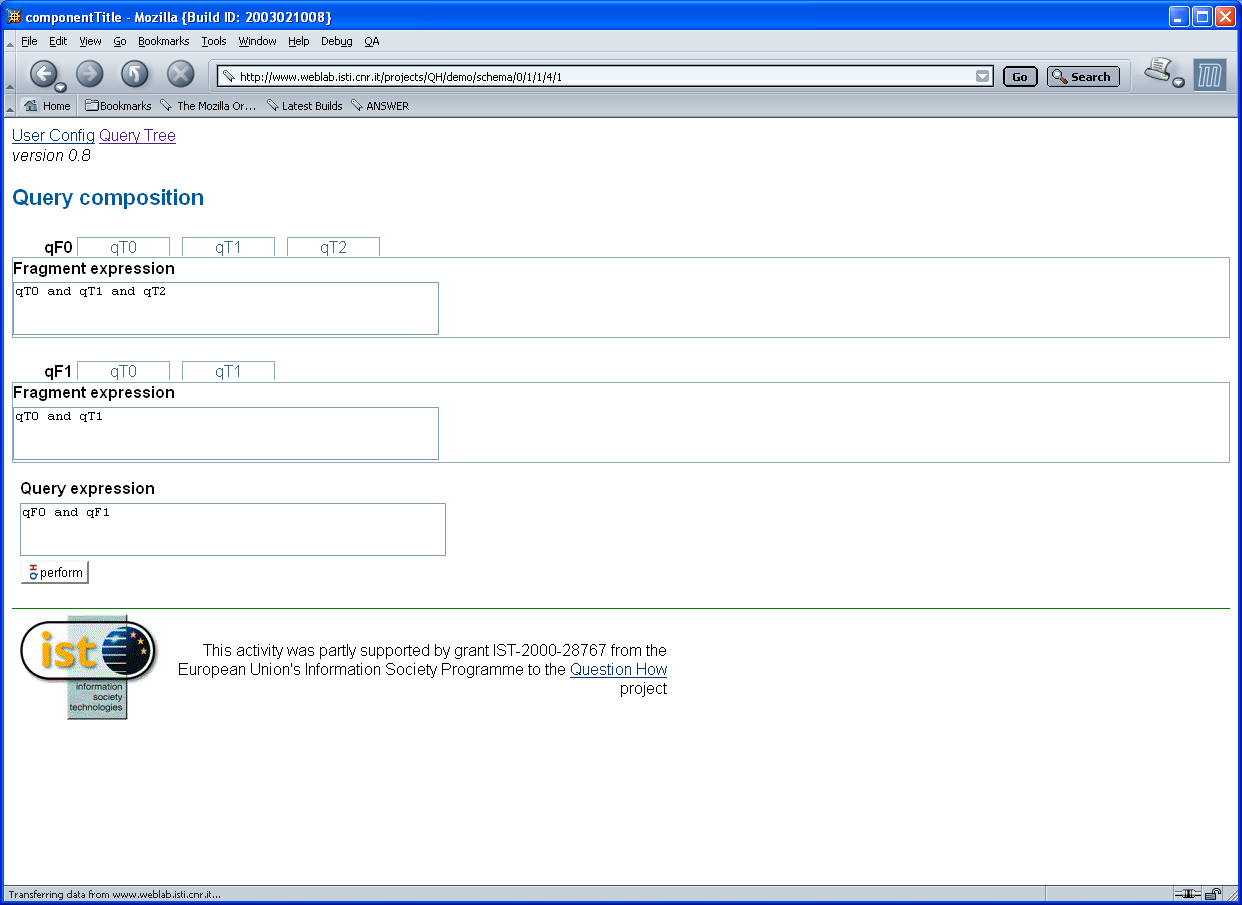 componentTitle - Mozilla {Build ID: 2003021008}
File Edit View Go Bookmarks Tools Window Help Debug QA
http://www.weblab.isti.cnr.it/projects/QH/demo/schema/0/1/1/4/1 Go Search
Home Bookmarks The Mozilla Or... Latest Builds ANSWER
User Config Query Tree
version 0.8
Query composition
qF0 qT0 qT1 qT2
Fragment expression
qT0 and qT1 and qT2
qF1 qT0 qT1
Fragment expression
qT0 and qT1
Query expression
qF0 and qF1
perform
ist
information
society
technologies
This activity was partly supported by grant IST-2000-28767 from the
European Union's Information Society Programme to the Question How
project
Transferring data from www.weblab.isti.cnr.it...